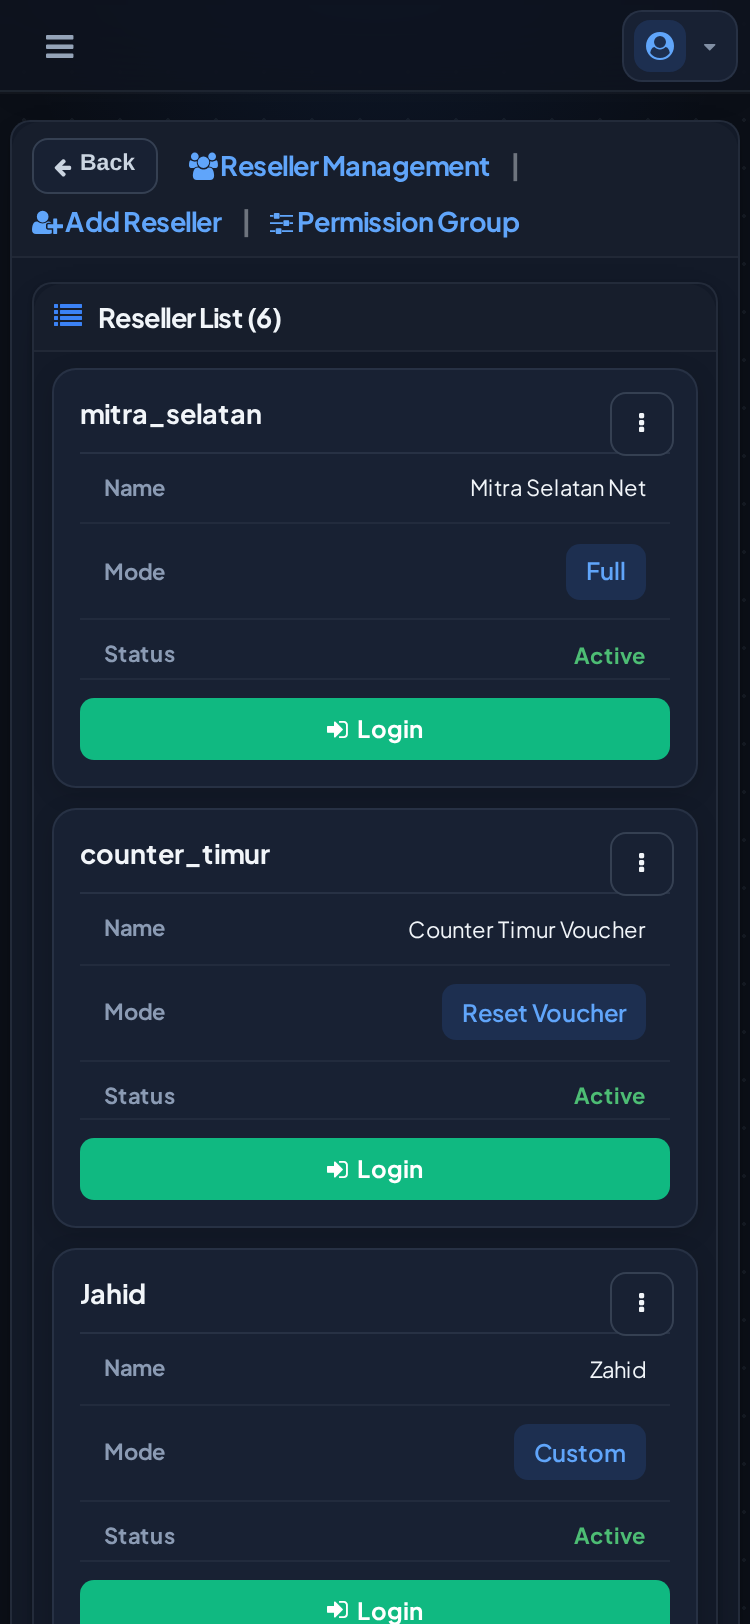 Back Reseller Management |
Add Reseller | Permission Group
Reseller List (6)
mitra_selatan
Name Mitra Selatan Net
Mode Full
Status Active
Login
counter_timur
Name Counter Timur Voucher
Mode Reset Voucher
Status Active
Login
Jahid
Name Zahid
Mode Custom
Status Active
Login